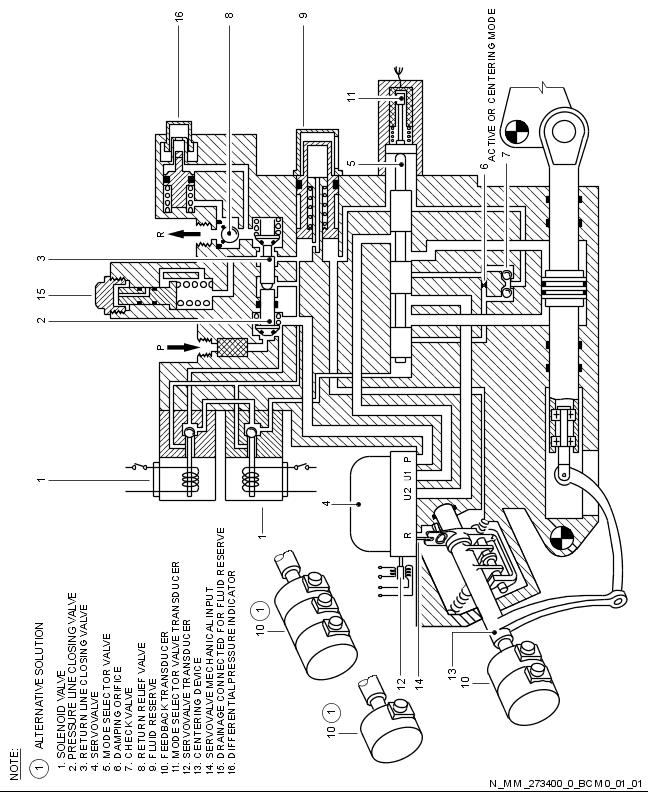 NOTE:
1 ALTERNATIVE SOLUTION
1. SOLENOID VALVE
2. PRESSURE LINE CLOSING VALVE
3. RETURN LINE CLOSING VALVE
4. SERVOVALVE
5. MODE SELECTOR VALVE
6. DAMPING ORIFICE
7. CHECK VALVE
8. RETURN RELIEF VALVE
9. FLUID RESERVE
10. FEEDBACK TRANSDUCER
11. MODE SELECTOR VALVE TRANSDUCER
12. SERVOVALVE TRANSDUCER
13. CENTERING DEVICE
14. SERVOVALVE MECHANICAL INPUT
15. DRAINAGE CONNECTED FOR FLUID RESERVE
16. DIFFERENTIAL PRESSURE INDICATOR
16
8
9
11
5
ACTIVE OR CENTERING MODE
6
7
R
3
15
2
P
1
1
4
R U2 U1 P
10 1
10 1
12
14
13
10
N_MM_273400_0_BCM0_01_01